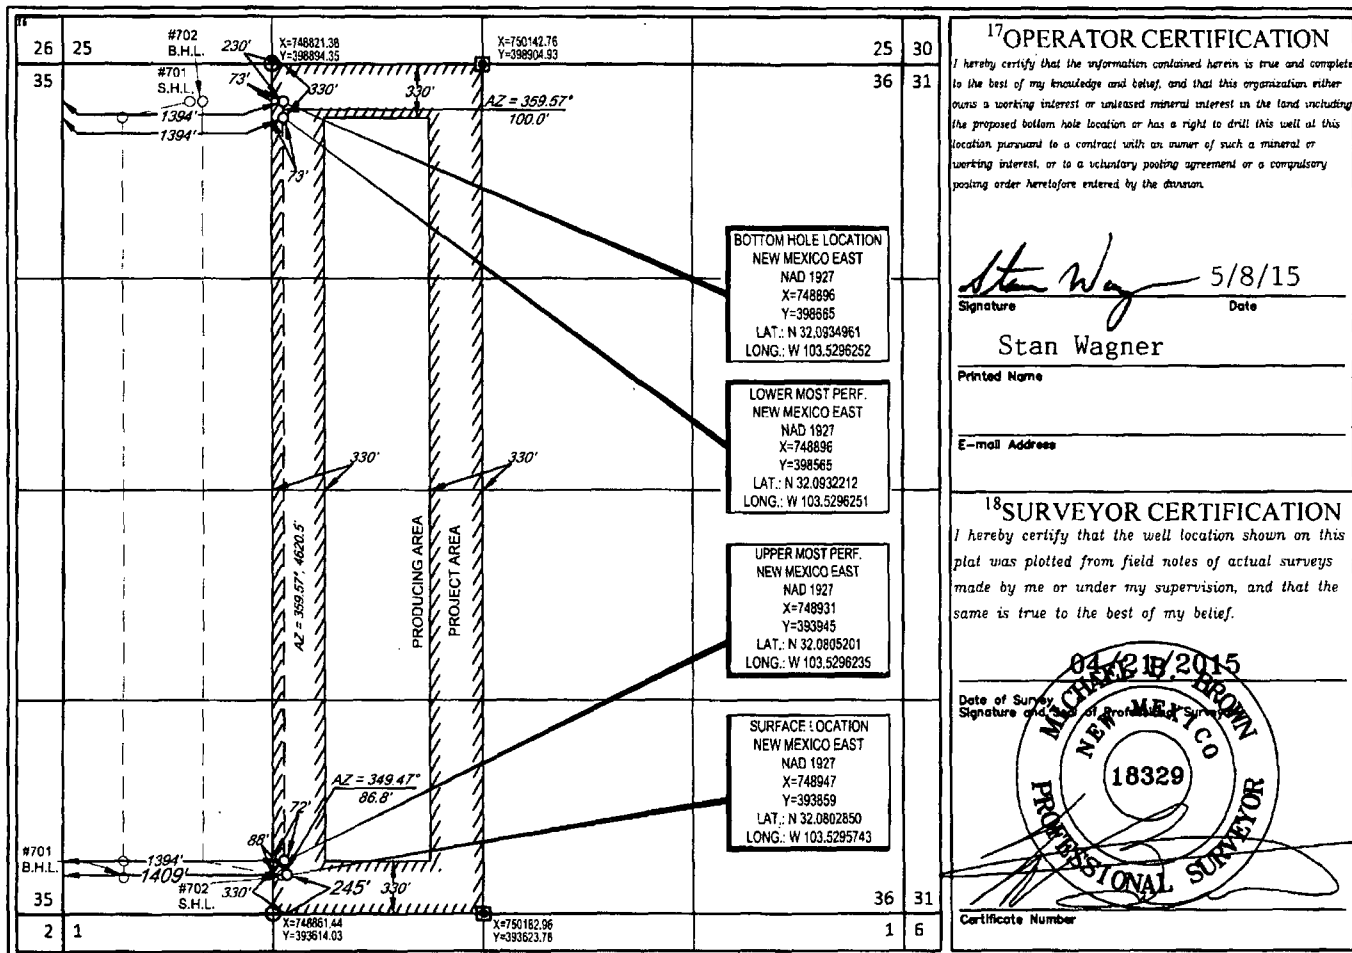 16
26 25
#702
B.H.L.
230'
X=748821.38
Y=398894.35
X=750142.76
Y=398904.93
25 30
35
#701
S.H.L.
73'
330'
330'
36 31
AZ = 359.57°
100.0'
1394'
1394'
73'
BOTTOM HOLE LOCATION
NEW MEXICO EAST
NAD 1927
X=748896
Y=398665
LAT.: N 32.0934961
LONG.: W 103.5296252
LOWER MOST PERF.
NEW MEXICO EAST
NAD 1927
X=748896
Y=398565
LAT.: N 32.0932212
LONG.: W 103.5296251
330'
330'
AZ = 359.57°, 4620.5'
PRODUCING AREA
PROJECT AREA
UPPER MOST PERF.
NEW MEXICO EAST
NAD 1927
X=748931
Y=393945
LAT.: N 32.0805201
LONG.: W 103.5296235
SURFACE LOCATION
NEW MEXICO EAST
NAD 1927
X=748947
Y=393859
LAT.: N 32.0802850
LONG.: W 103.5295743
AZ = 349.47°
86.8'
72'
88'
#701
B.H.L.
1394'
1409'
#702
S.H.L.
330'
245'
330'
35
36 31
2 1
X=748861.44
Y=393614.03
X=750182.96
Y=393623.78
1 6
17 OPERATOR CERTIFICATION
I hereby certify that the information contained herein is true and complete
to the best of my knowledge and belief, and that this organization either
owns a working interest or unleased mineral interest in the land including
the proposed bottom hole location or has a right to drill this well at this
location pursuant to a contract with an owner of such a mineral or
working interest, or to a voluntary pooling agreement or a compulsory
pooling order heretofore entered by the division.
Stan Wagner 5/8/15
Signature Date
Stan Wagner
Printed Name
E-mail Address
18 SURVEYOR CERTIFICATION
I hereby certify that the well location shown on this
plat was plotted from field notes of actual surveys
made by me or under my supervision, and that the
same is true to the best of my belief.
04/21/2015
Date of Survey
Signature and Seal of Professional Surveyor
MICHAEL B. BROWN
NEW MEXICO
18329
PROFESSIONAL SURVEYOR
Certificate Number